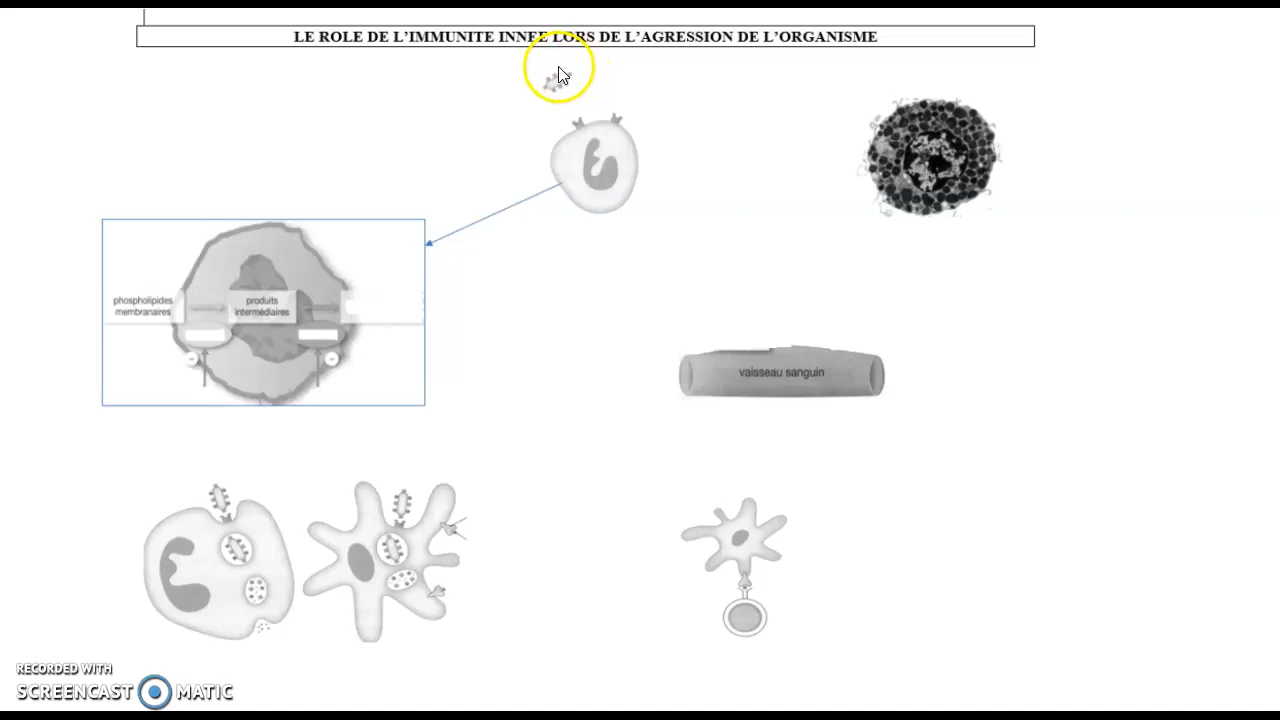 LE ROLE DE L'IMMUNITE INNEE LORS DE L'AGRESSION DE L'ORGANISME
phospholipides
membranaires
produits
intermédiaires
vaisseau sanguin
RECORDED WITH
SCREENCAST MATIC